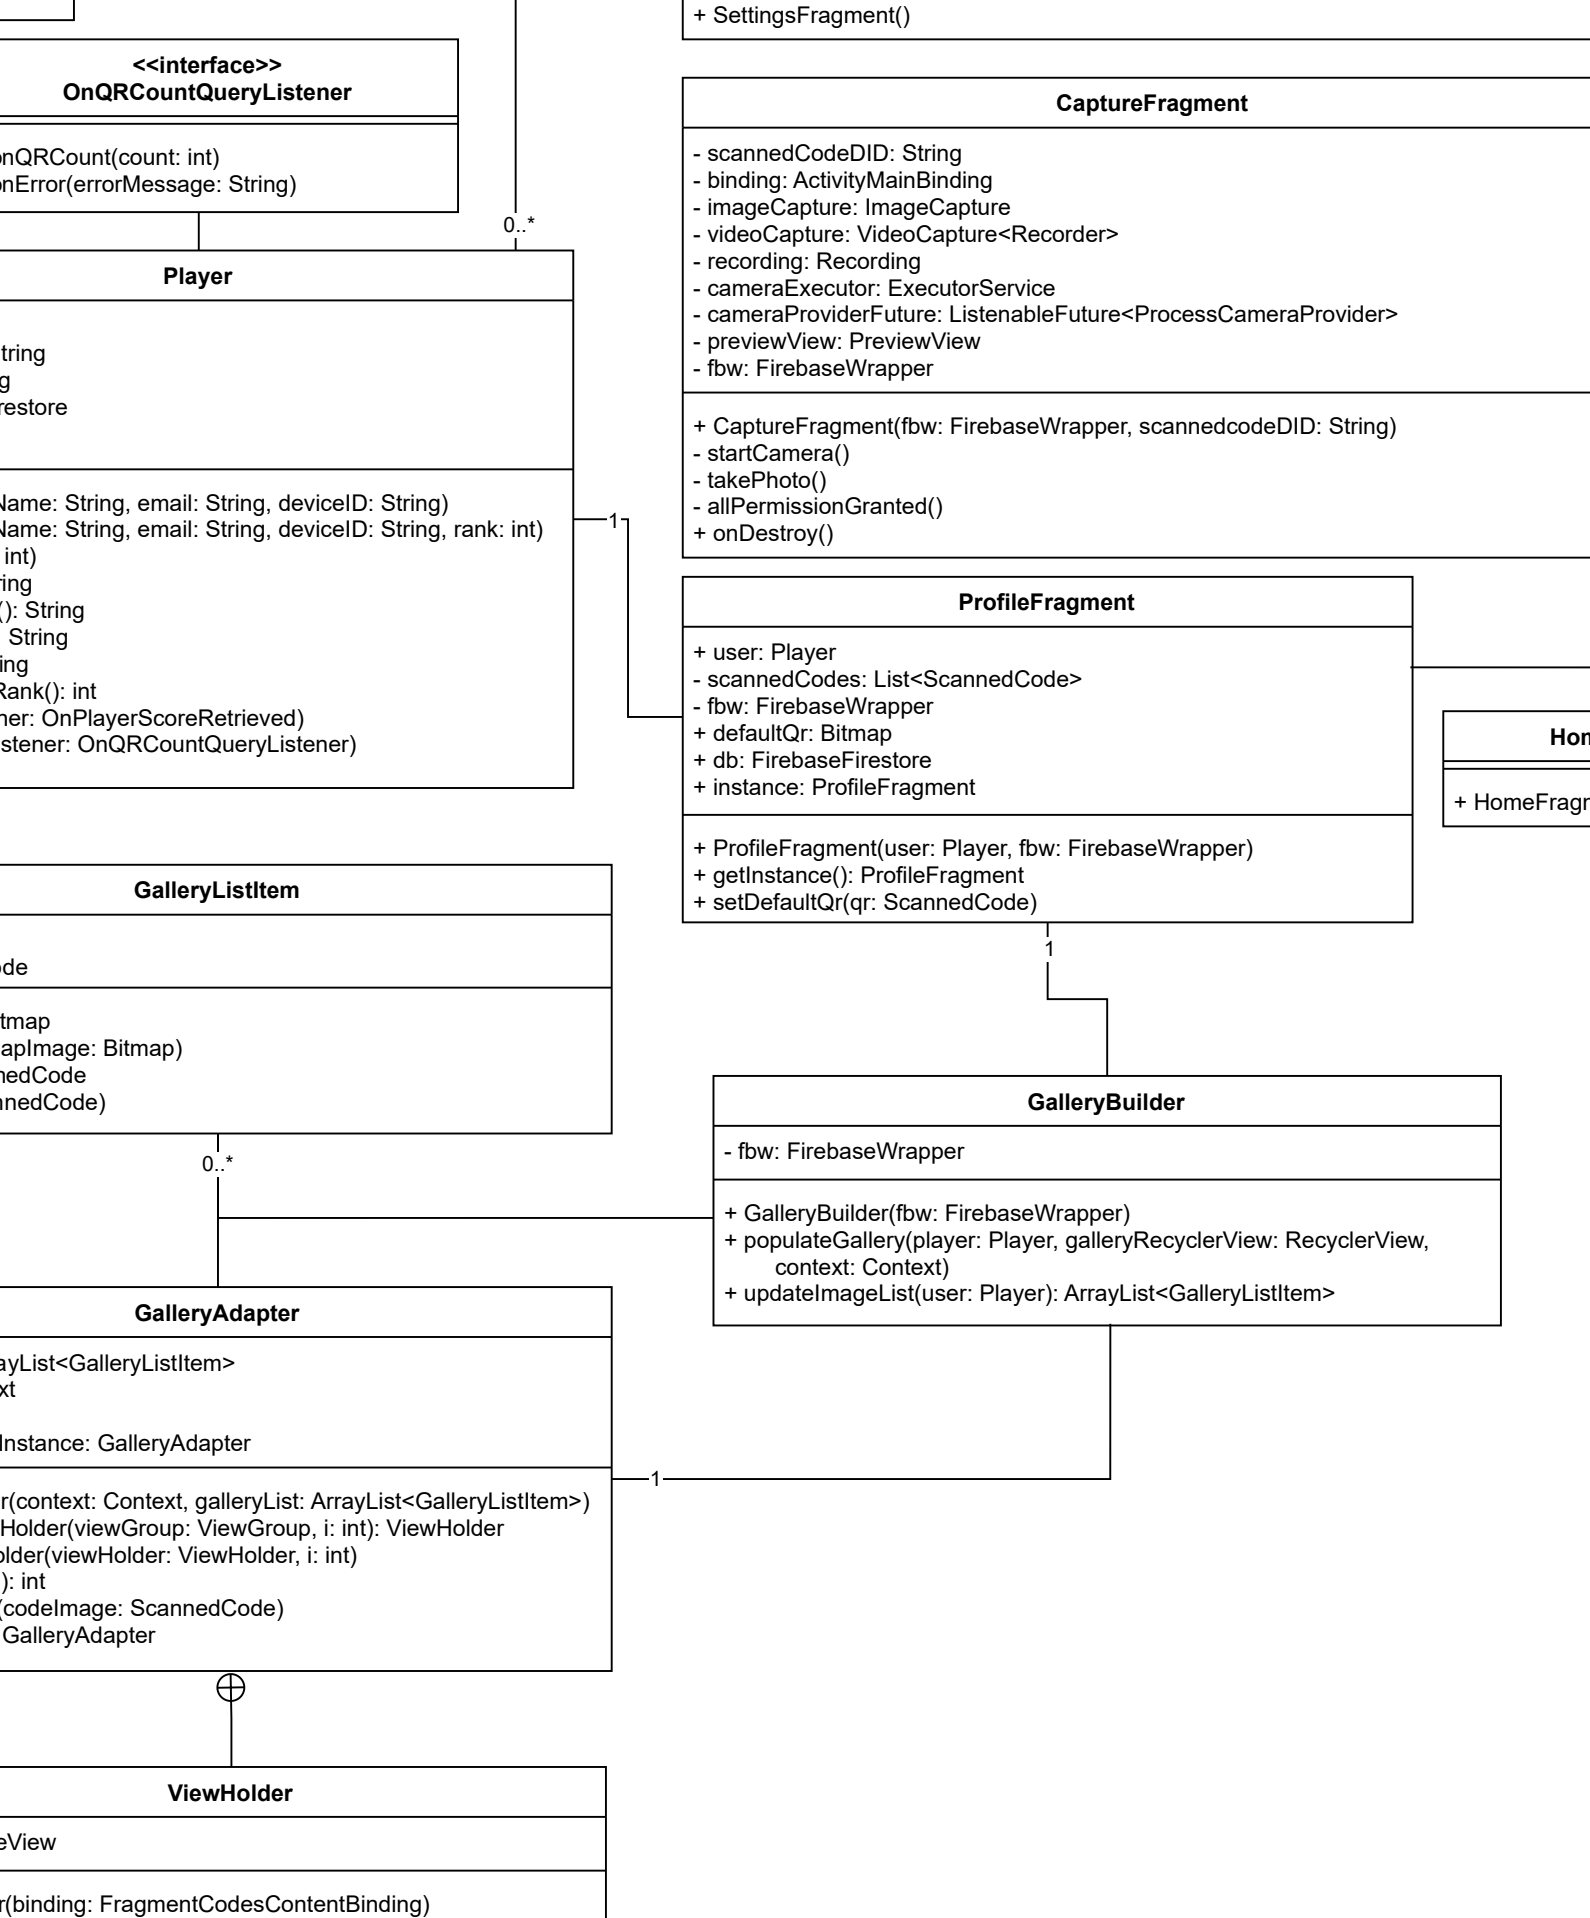 + SettingsFragment()
<<interface>>
OnQRCountQueryListener
onQRCount(count: int)
onError(errorMessage: String)
0..*
Player
tring
g
restore
Name: String, email: String, deviceID: String)
Name: String, email: String, deviceID: String, rank: int)
int)
ring
(): String
String
ing
Rank(): int
ner: OnPlayerScoreRetrieved)
stener: OnQRCountQueryListener)
1
CaptureFragment
- scannedCodeDID: String
- binding: ActivityMainBinding
- imageCapture: ImageCapture
- videoCapture: VideoCapture<Recorder>
- recording: Recording
- cameraExecutor: ExecutorService
- cameraProviderFuture: ListenableFuture<ProcessCameraProvider>
- previewView: PreviewView
- fbw: FirebaseWrapper
+ CaptureFragment(fbw: FirebaseWrapper, scannedcodeDID: String)
- startCamera()
- takePhoto()
- allPermissionGranted()
+ onDestroy()
ProfileFragment
+ user: Player
- scannedCodes: List<ScannedCode>
- fbw: FirebaseWrapper
+ defaultQr: Bitmap
+ db: FirebaseFirestore
+ instance: ProfileFragment
+ ProfileFragment(user: Player, fbw: FirebaseWrapper)
+ getInstance(): ProfileFragment
+ setDefaultQr(qr: ScannedCode)
1
Hon
+ HomeFragr
GalleryListItem
ode
tmap
apImage: Bitmap)
nedCode
nnedCode)
0..*
GalleryBuilder
- fbw: FirebaseWrapper
+ GalleryBuilder(fbw: FirebaseWrapper)
+ populateGallery(player: Player, galleryRecyclerView: RecyclerView,
context: Context)
+ updateImageList(user: Player): ArrayList<GalleryListItem>
GalleryAdapter
ayList<GalleryListItem>
xt
Instance: GalleryAdapter
r(context: Context, galleryList: ArrayList<GalleryListItem>)
Holder(viewGroup: ViewGroup, i: int): ViewHolder
older(viewHolder: ViewHolder, i: int)
): int
(codeImage: ScannedCode)
GalleryAdapter
1
ViewHolder
eView
r(binding: FragmentCodesContentBinding)